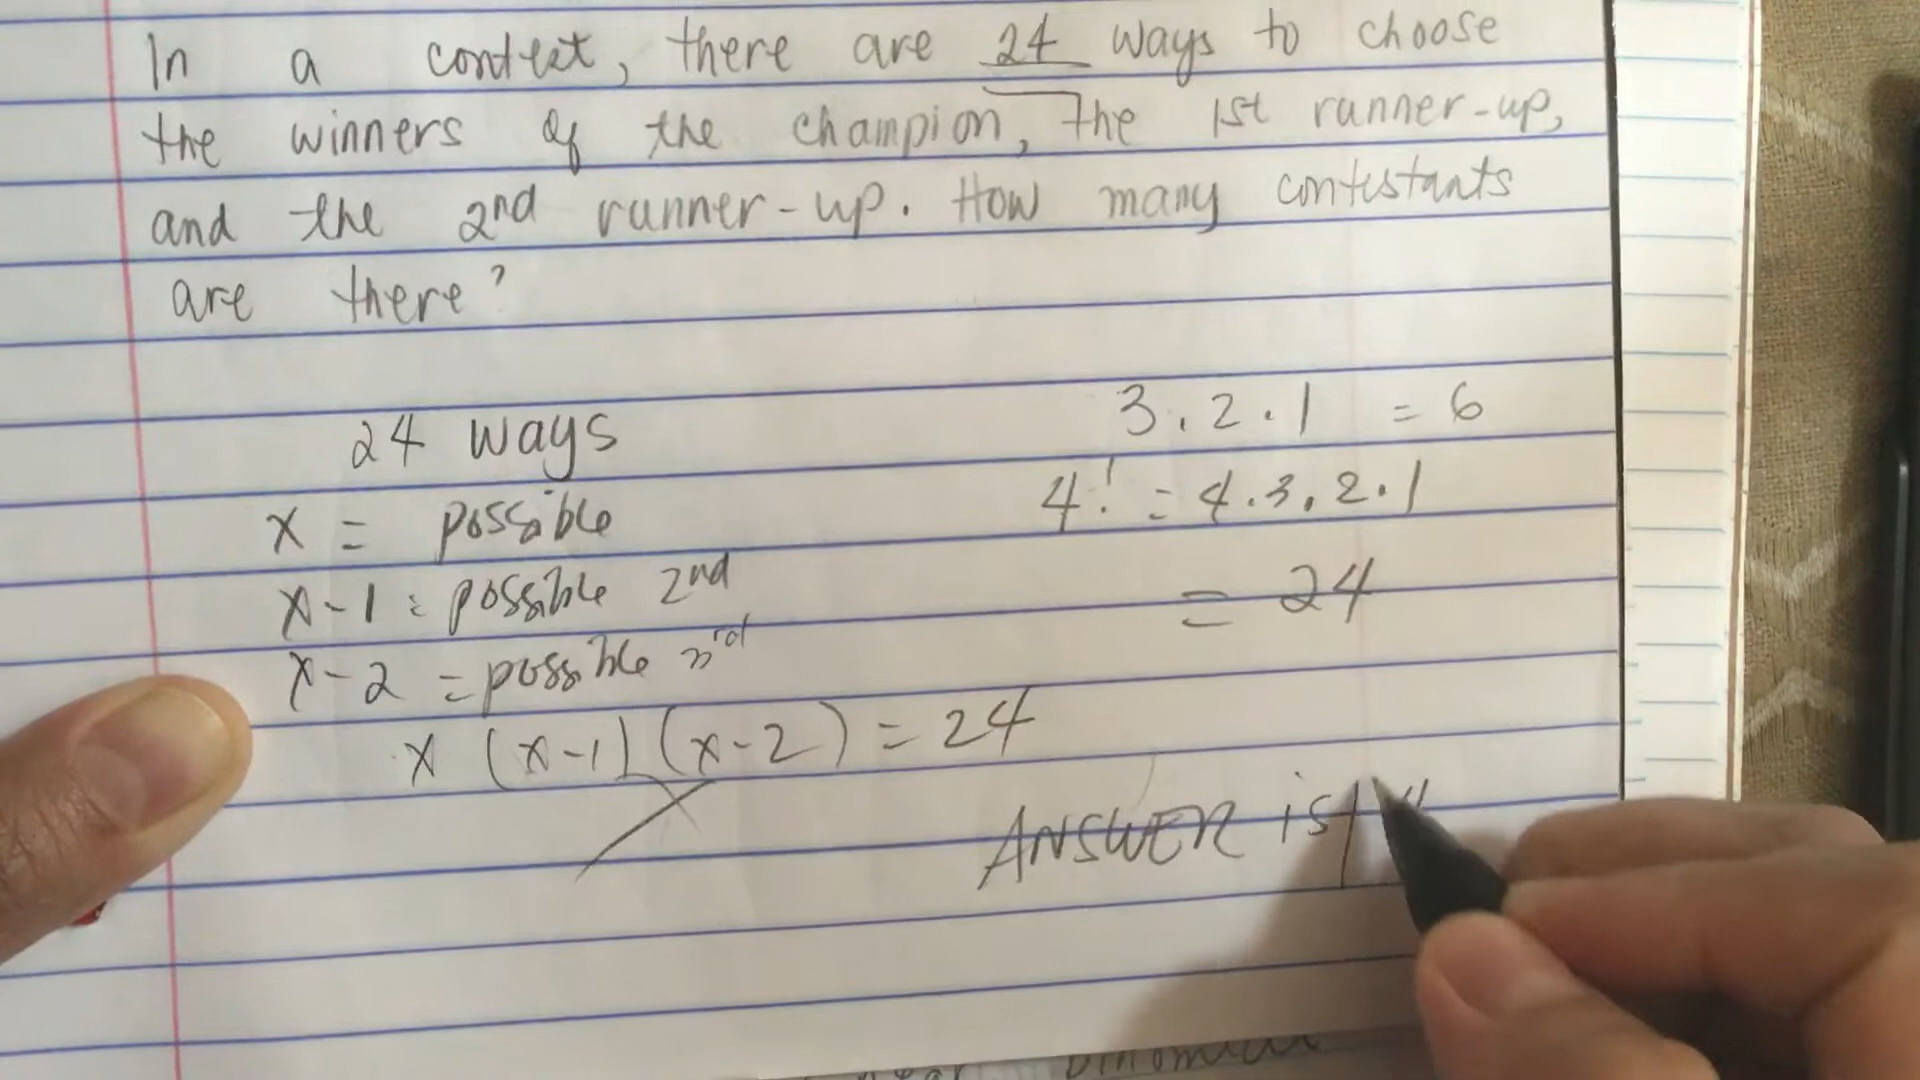 In a contest, there are 24 ways to choose
the winners of the champion, the 1st runner-up,
and the 2nd runner-up. How many contestants
are there?
24 ways
x = possible
x-1 = possible 2nd
x-2 = possible 3rd
x (x-1) (x-2) = 24
3.2.1 = 6
4! = 4.3.2.1
= 24
ANSWER is